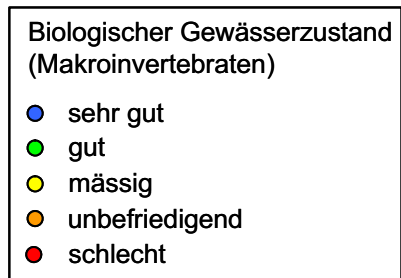 Biologischer Gewässerzustand
(Makroinvertebraten)
sehr gut
gut
mässig
unbefriedigend
schlecht